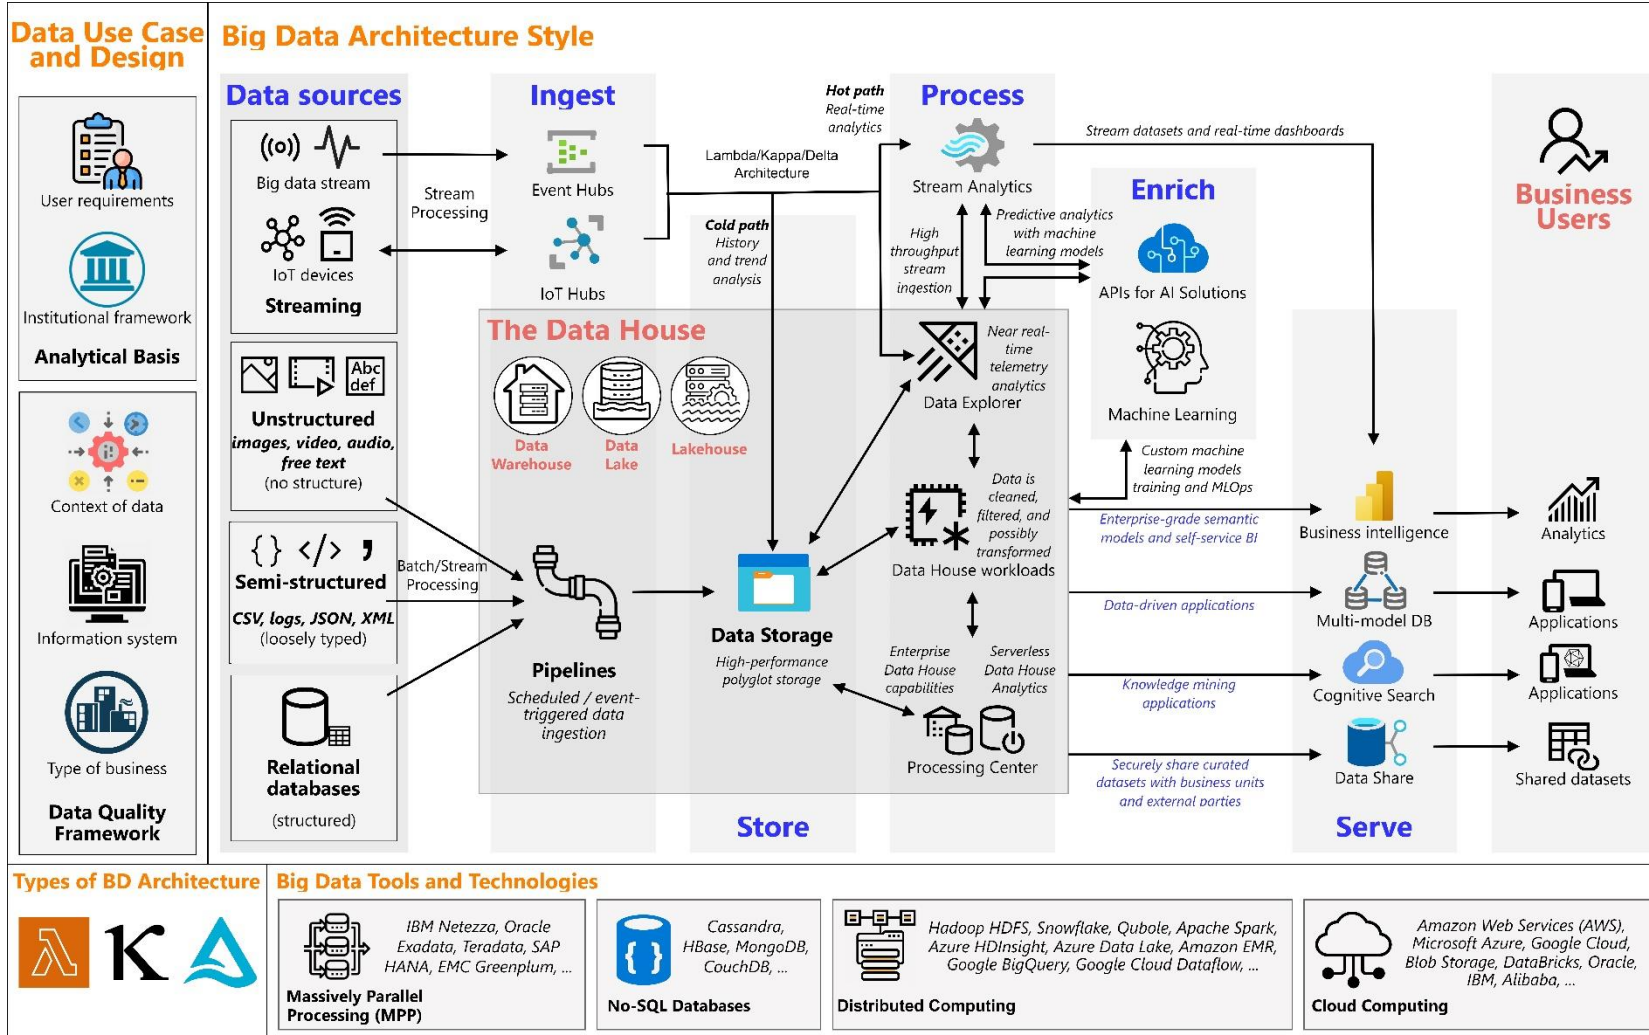 Data Use Case
and Design
User requirements
Institutional framework
Analytical Basis
Context of data
Information system
Type of business
Data Quality
Framework
Big Data Architecture Style
Data sources
Big data stream
IoT devices
Streaming
Abc
def
Unstructured
images, video, audio,
free text
(no structure)
{} </> ,
Semi-structured
CSV, logs, JSON, XML
(loosely typed)
Relational
databases
(structured)
Stream
Processing
Batch/Stream
Processing
Ingest
Event Hubs
IoT Hubs
Lambda/Kappa/Delta
Architecture
Cold path
History
and trend
analysis
Hot path
Real-time
analytics
The Data House
Data
Warehouse
Data
Lake
Lakehouse
Pipelines
Scheduled / event-
triggered data
ingestion
Data Storage
High-performance
polyglot storage
Store
Process
Stream Analytics
High
throughput
stream
ingestion
Predictive analytics
with machine
learning models
Near real-
time
telemetry
analytics
Data Explorer
Data is
cleaned,
filtered, and
possibly
transformed
Data House workloads
Enterprise
Data House
capabilities
Serverless
Data House
Analytics
Processing Center
Stream datasets and real-time dashboards
Enrich
APIs for AI Solutions
Machine Learning
Custom machine
learning models
training and MLOps
Enterprise-grade semantic
models and self-service BI
Data-driven applications
Knowledge mining
applications
Securely share curated
datasets with business units
and external parties
Business intelligence
Multi-model DB
Cognitive Search
Data Share
Serve
Business
Users
Analytics
Applications
Applications
Shared datasets
Types of BD Architecture
λ κ
Big Data Tools and Technologies
IBM Netezza, Oracle
Exadata, Teradata, SAP
HANA, EMC Greenplum, ...
Massively Parallel
Processing (MPP)
{ }
Cassandra,
HBase, MongoDB,
CouchDB, ...
No-SQL Databases
Hadoop HDFS, Snowflake, Qubole, Apache Spark,
Azure HDInsight, Azure Data Lake, Amazon EMR,
Google BigQuery, Google Cloud Dataflow, ...
Distributed Computing
Amazon Web Services (AWS),
Microsoft Azure, Google Cloud,
Blob Storage, DataBricks, Oracle,
IBM, Alibaba, ...
Cloud Computing